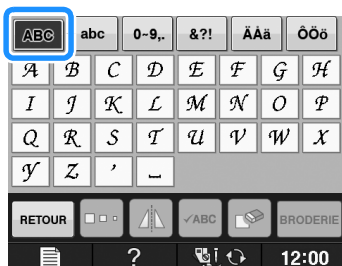 ABC abc 0~9,. &?! ÄÅä ÔÖö
A B C D E F G H
I J K L M N O P
Q R S T U V W X
Y Z ' _
RETOUR ✓ABC BRODERIE
? 12:00